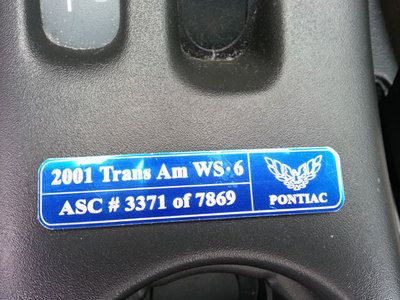 2001 Trans Am WS·6
ASC # 3371 of 7869
PONTIAC